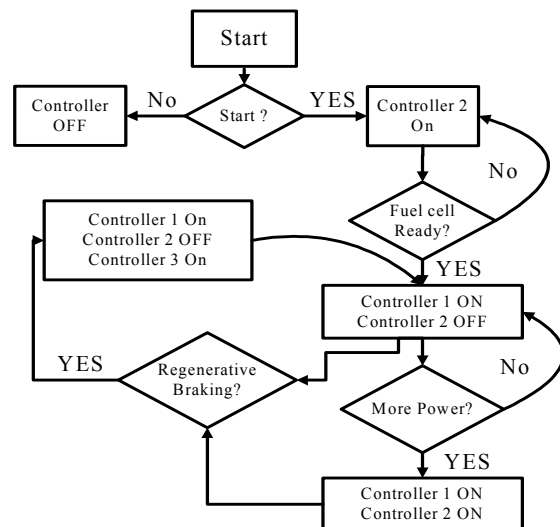 Start
No
YES
Controller
OFF
Start ?
Controller 2
On
No
Fuel cell
Ready?
Controller 1 On
Controller 2 OFF
Controller 3 On
YES
Controller 1 ON
Controller 2 OFF
YES
Regenerative
Braking?
No
More Power?
YES
Controller 1 ON
Controller 2 ON